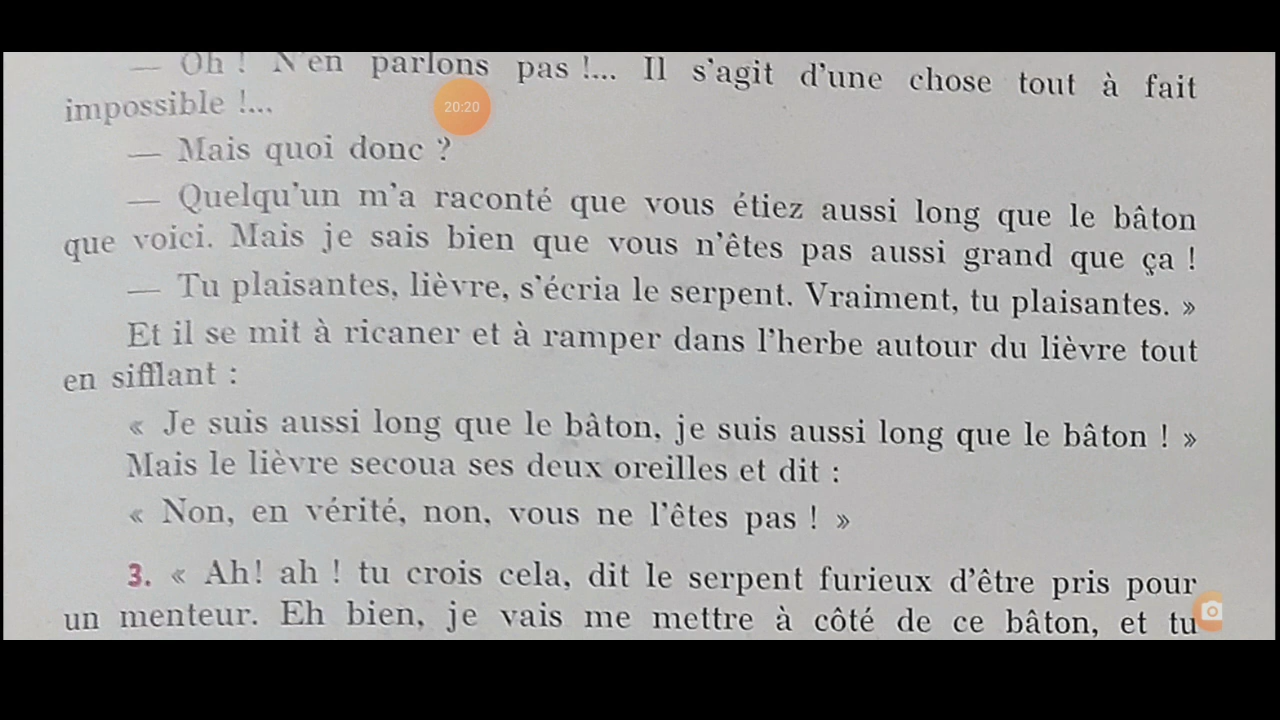 — Oh ! N'en parlons pas !... Il s'agit d'une chose tout à fait
impossible !...
20:20
— Mais quoi donc ?
— Quelqu'un m'a raconté que vous étiez aussi long que le bâton
que voici. Mais je sais bien que vous n'êtes pas aussi grand que ça !
— Tu plaisantes, lièvre, s'écria le serpent. Vraiment, tu plaisantes. »
Et il se mit à ricaner et à ramper dans l'herbe autour du lièvre tout
en sifflant :
« Je suis aussi long que le bâton, je suis aussi long que le bâton ! »
Mais le lièvre secoua ses deux oreilles et dit :
« Non, en vérité, non, vous ne l'êtes pas ! »
3. « Ah! ah ! tu crois cela, dit le serpent furieux d'être pris pour
un menteur. Eh bien, je vais me mettre à côté de ce bâton, et tu